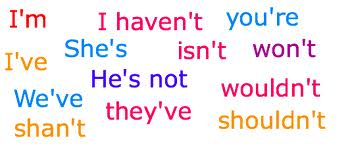 I'm I haven't you're
I've She's isn't won't
He's not wouldn't
We've they've
shan't shouldn't